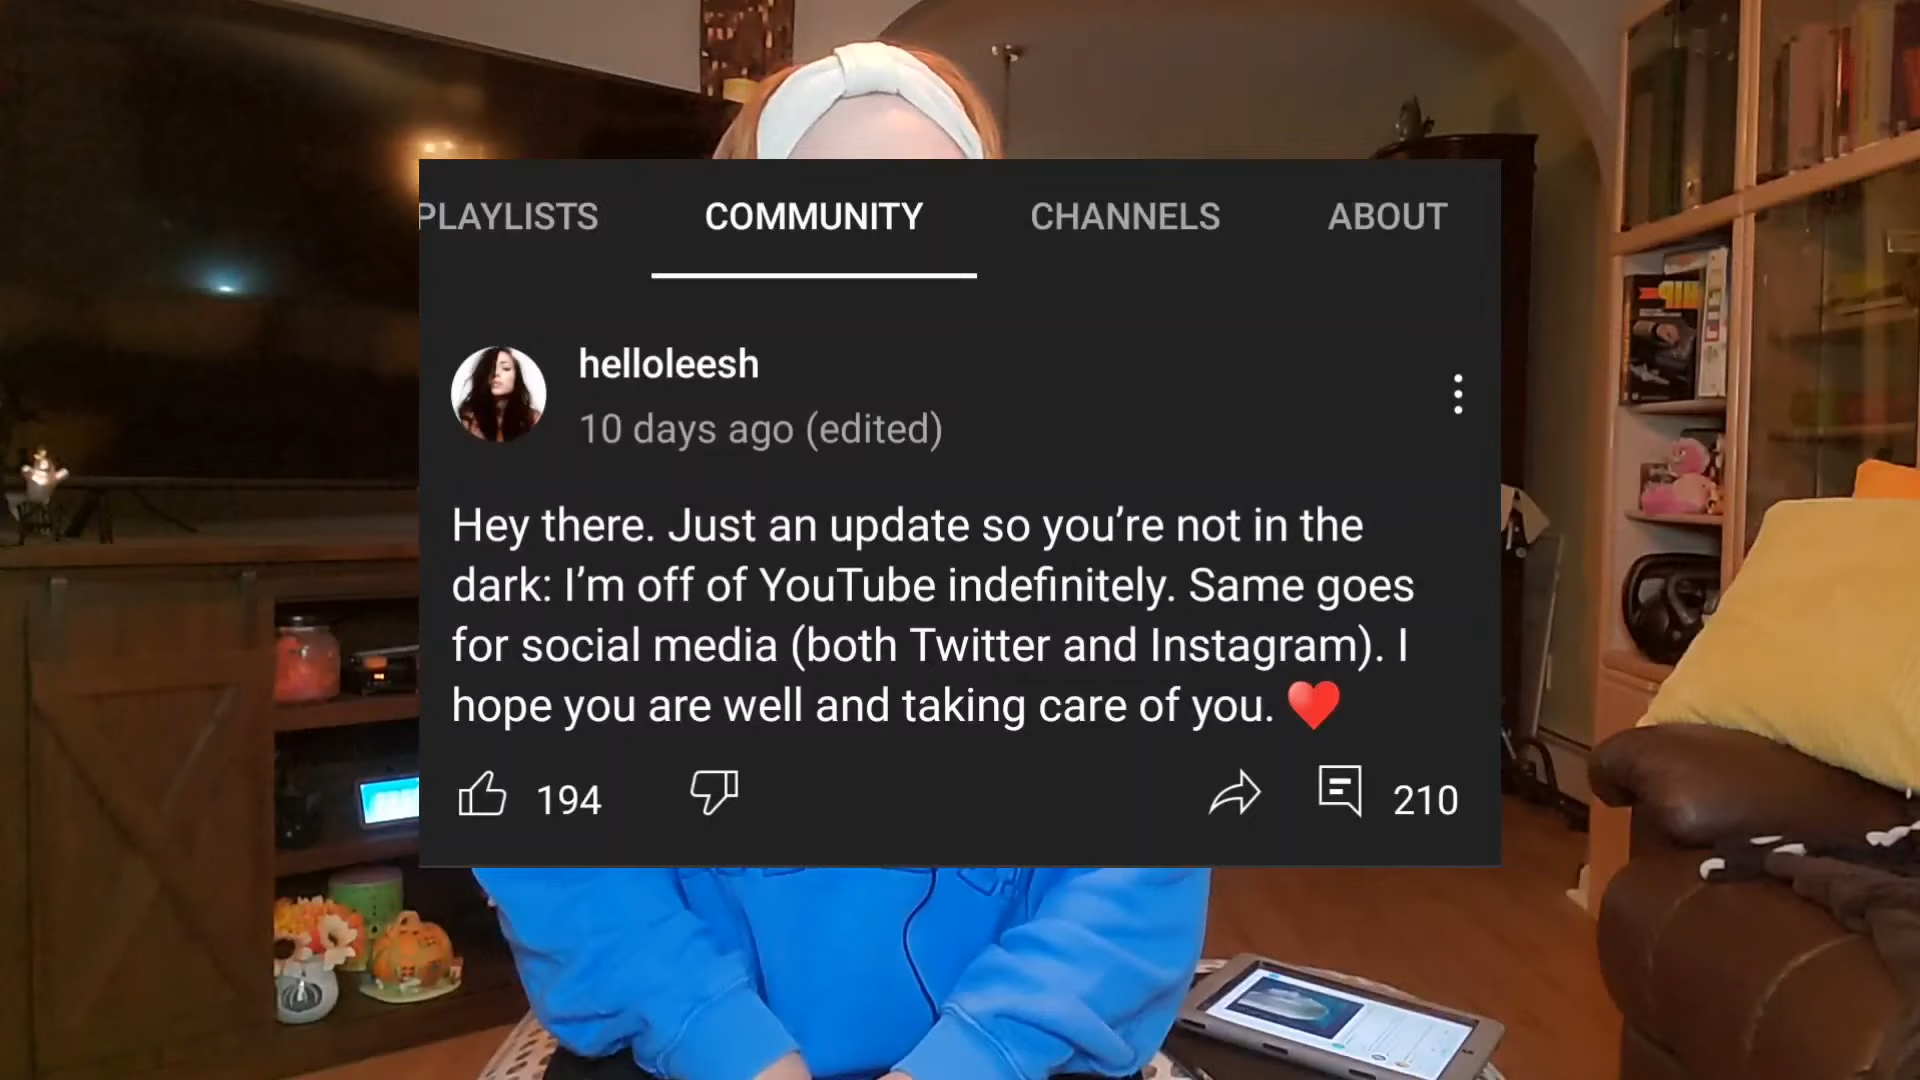 PLAYLISTS COMMUNITY CHANNELS ABOUT
helloleesh
10 days ago (edited)
Hey there. Just an update so you’re not in the
dark: I’m off of YouTube indefinitely. Same goes
for social media (both Twitter and Instagram). I
hope you are well and taking care of you. ❤️
194 210